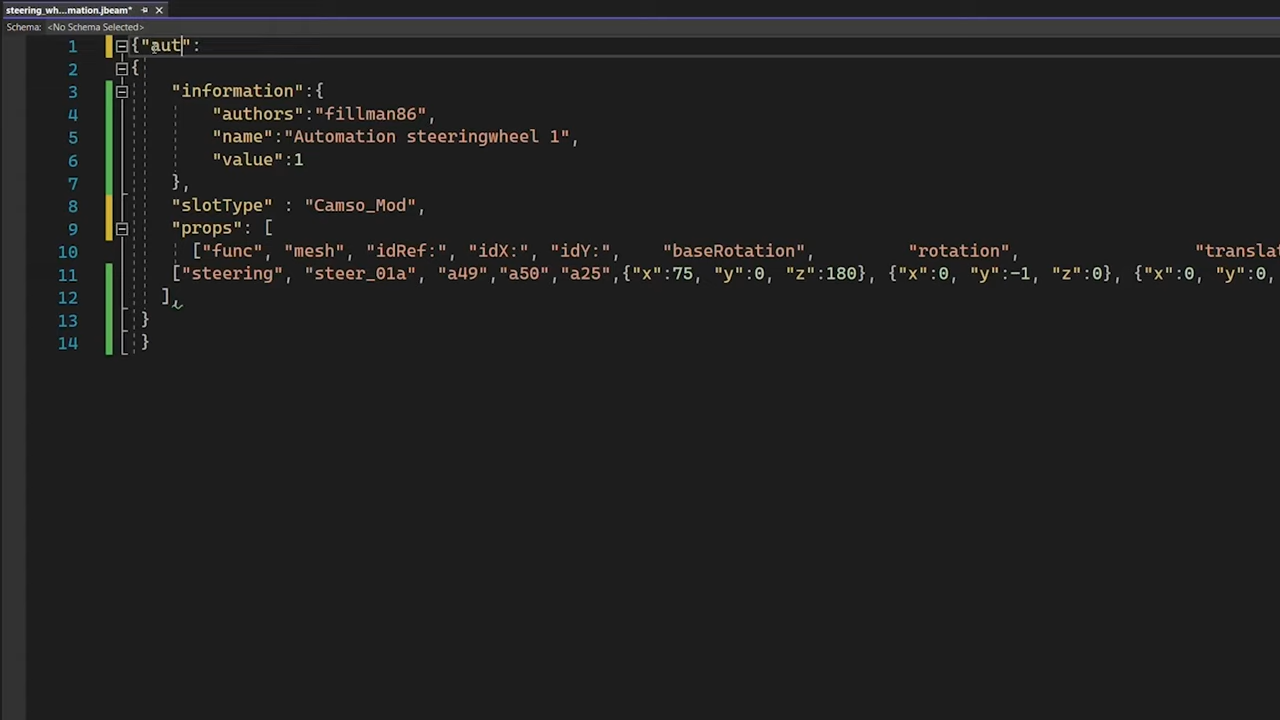 steering_wh...mation.jbeam*
Schema: <No Schema Selected>
1 {"aut":
2 {
3 "information":{
4 "authors":"fillman86",
5 "name":"Automation steeringwheel 1",
6 "value":1
7 },
8 "slotType" : "Camso_Mod",
9 "props": [
10 ["func", "mesh", "idRef:", "idX:", "idY:", "baseRotation", "rotation", "translat
11 ["steering", "steer_01a", "a49","a50","a25",{"x":75, "y":0, "z":180}, {"x":0, "y":-1, "z":0}, {"x":0, "y":0,
12 ],
13 }
14 }